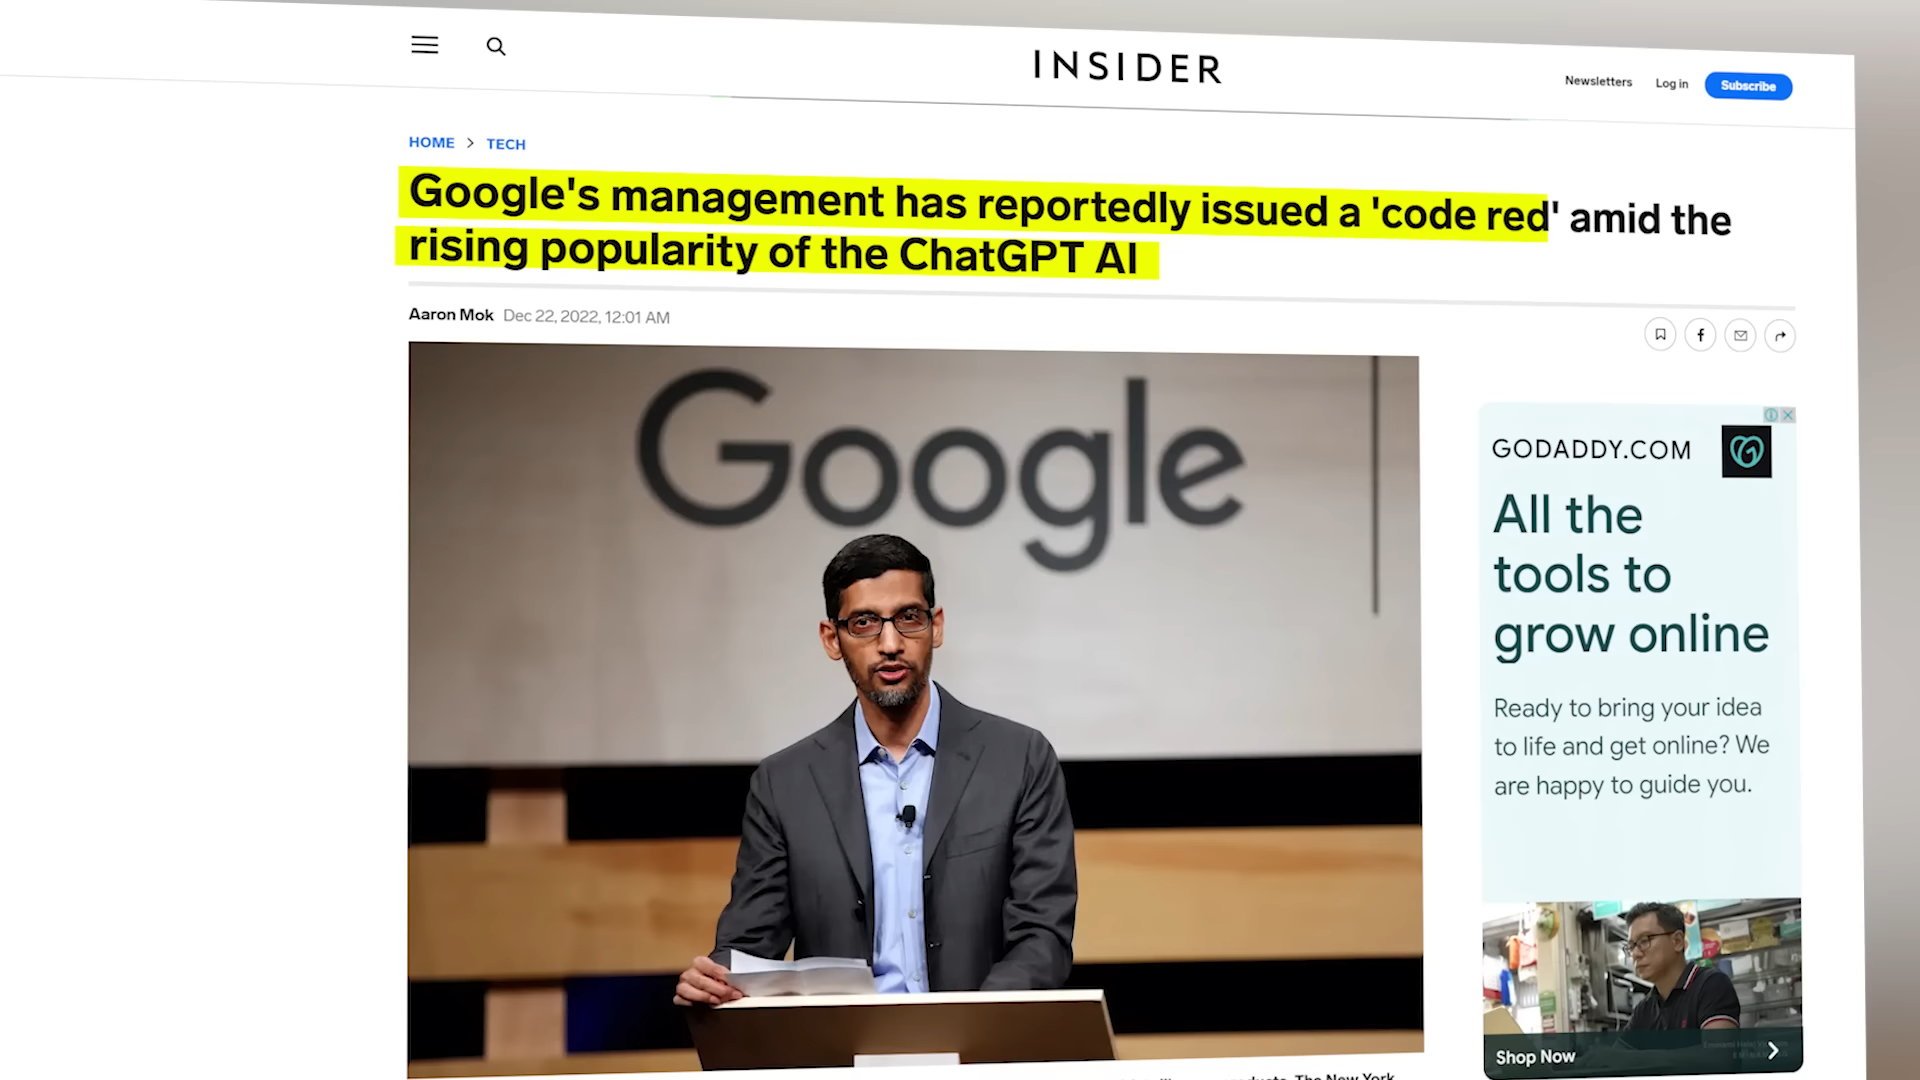 INSIDER
Newsletters Log in Subscribe
HOME > TECH
Google's management has reportedly issued a 'code red' amid the
rising popularity of the ChatGPT AI
Aaron Mok Dec 22, 2022, 12:01 AM
Google
GODADDY.COM
All the
tools to
grow online
Ready to bring your idea
to life and get online? We
are happy to guide you.
Shop Now
The New York